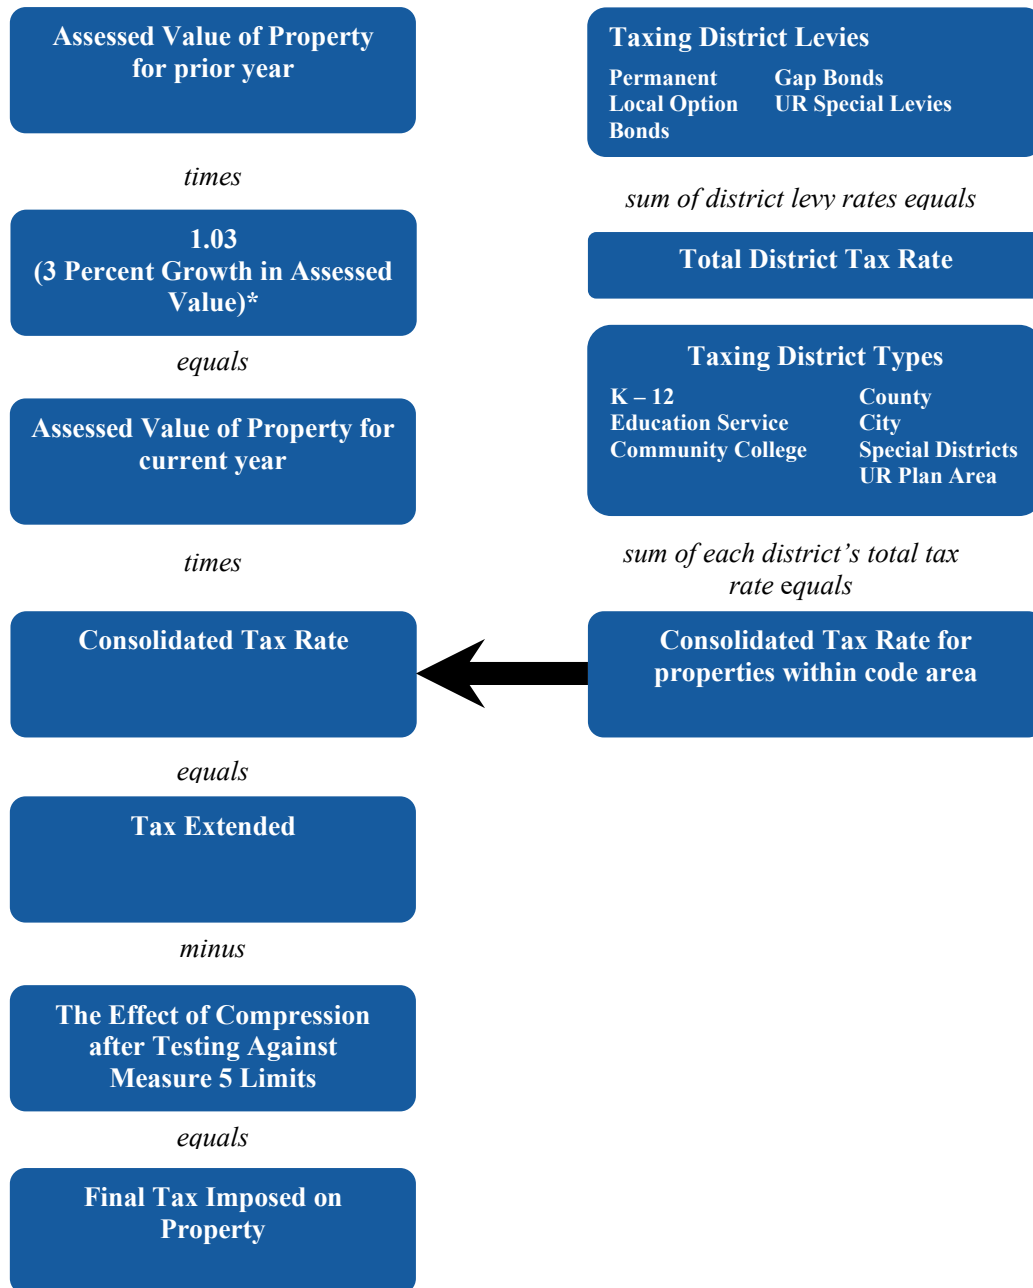 Assessed Value of Property
for prior year
times
1.03
(3 Percent Growth in Assessed
Value)*
equals
Assessed Value of Property for
current year
times
Consolidated Tax Rate
equals
Tax Extended
minus
The Effect of Compression
after Testing Against
Measure 5 Limits
equals
Final Tax Imposed on
Property
Taxing District Levies
Permanent
Local Option
Bonds
Gap Bonds
UR Special Levies
sum of district levy rates equals
Total District Tax Rate
Taxing District Types
K – 12
Education Service
Community College
County
City
Special Districts
UR Plan Area
sum of each district’s total tax
rate equals
Consolidated Tax Rate for
properties within code area